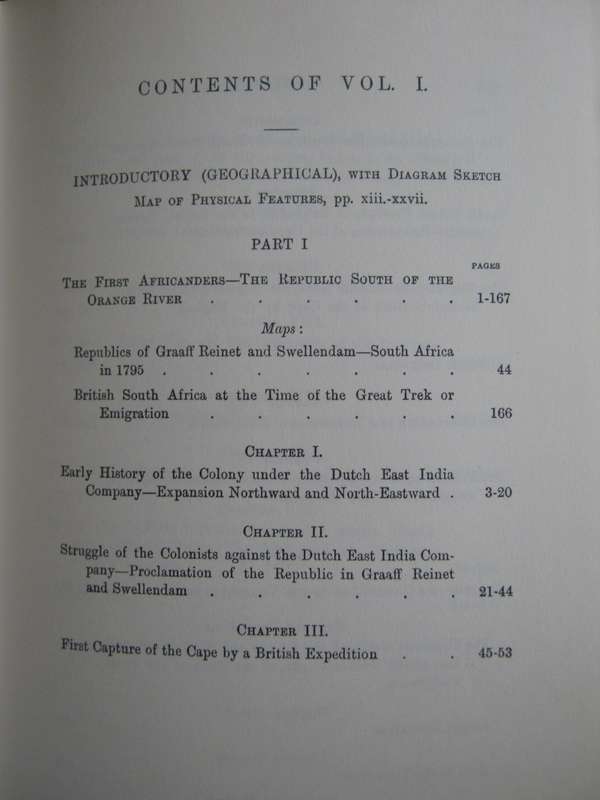 CONTENTS OF VOL. I.
INTRODUCTORY (GEOGRAPHICAL), WITH DIAGRAM SKETCH
MAP OF PHYSICAL FEATURES, pp. xiii.-xxvii.
PART I
PAGES
THE FIRST AFRICANDERS—THE REPUBLIC SOUTH OF THE
ORANGE RIVER . . . . . . 1-167
Maps:
Republics of Graaff Reinet and Swellendam—South Africa
in 1795 . . . . . . . 44
British South Africa at the Time of the Great Trek or
Emigration . . . . . . 166
CHAPTER I.
Early History of the Colony under the Dutch East India
Company—Expansion Northward and North-Eastward . 3-20
CHAPTER II.
Struggle of the Colonists against the Dutch East India Com-
pany—Proclamation of the Republic in Graaff Reinet
and Swellendam . . . . . . 21-44
CHAPTER III.
First Capture of the Cape by a British Expedition . . 45-53